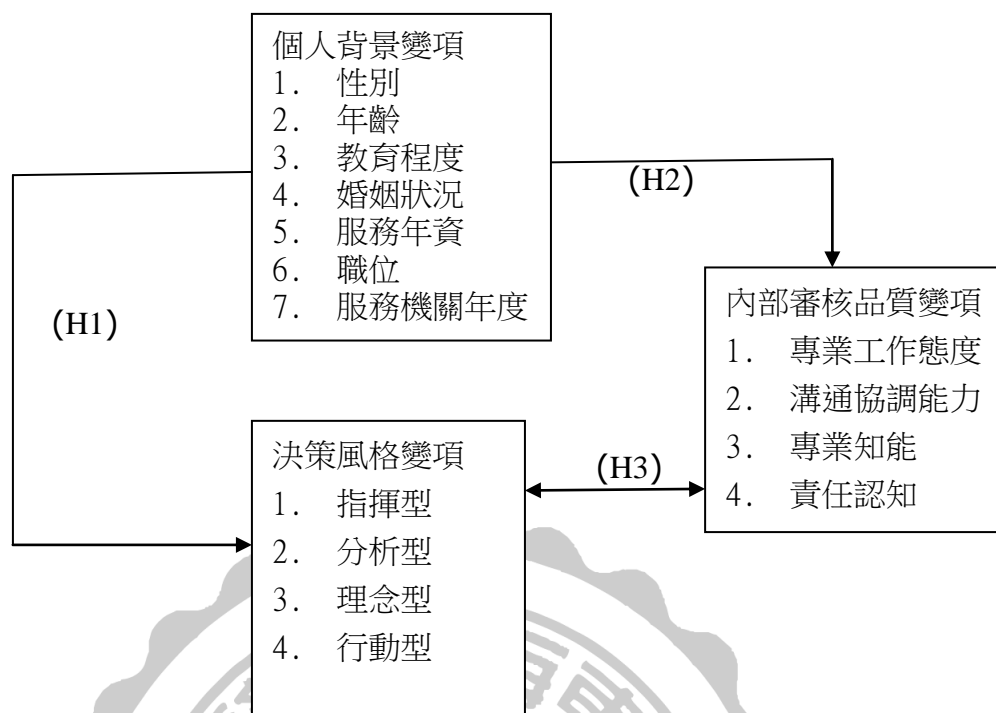 個人背景變項
1. 性別
2. 年齡
3. 教育程度
4. 婚姻狀況
5. 服務年資
6. 職位
7. 服務機關年度
(H2)
(H1)
內部審核品質變項
1. 專業工作態度
2. 溝通協調能力
3. 專業知能
4. 責任認知
決策風格變項
1. 指揮型
2. 分析型
3. 理念型
4. 行動型
(H3)